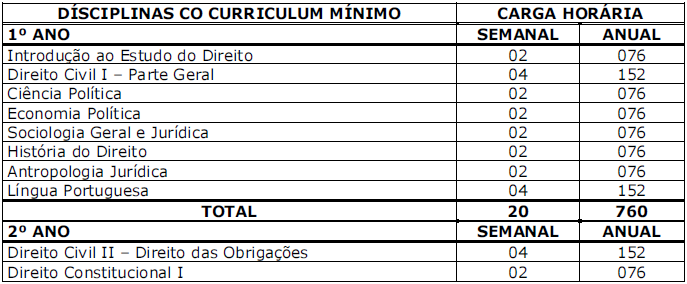 DÍSCIPLINAS CO CURRICULUM MÍNIMO CARGA HORÁRIA
1º ANO SEMANAL ANUAL
Introdução ao Estudo do Direito 02 076
Direito Civil I – Parte Geral 04 152
Ciência Política 02 076
Economia Política 02 076
Sociologia Geral e Jurídica 02 076
História do Direito 02 076
Antropologia Jurídica 02 076
Língua Portuguesa 04 152
TOTAL 20 760
2º ANO SEMANAL ANUAL
Direito Civil II – Direito das Obrigações 04 152
Direito Constitucional I 02 076